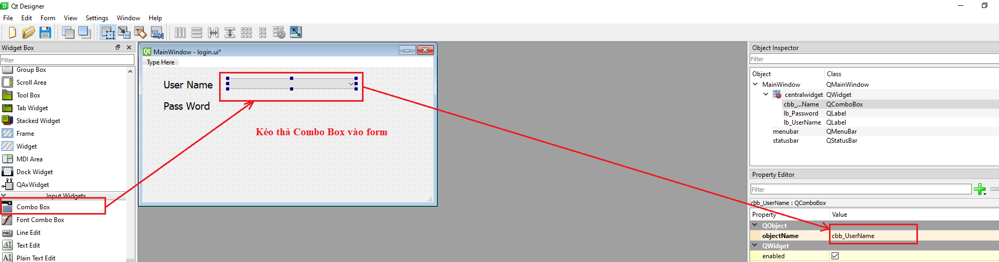 Qt Designer
File Edit Form View Settings Window Help
Widget Box
Filter
Group Box
Scroll Area
Tool Box
Tab Widget
Stacked Widget
Frame
Widget
MDI Area
Dock Widget
QAxWidget
Input Widgets
Combo Box
Font Combo Box
Line Edit
Text Edit
Plain Text Edit
MainWindow - login.ui*
Type Here
User Name
Pass Word
Kéo thả Combo Box vào form
Object Inspector
Filter
Object Class
MainWindow QMainWindow
centralwidget QWidget
cbb_...Name QComboBox
lb_Password QLabel
lb_UserName QLabel
menubar QMenuBar
statusbar QStatusBar
Property Editor
Filter
cbb_UserName : QComboBox
Property Value
QObject
objectName cbb_UserName
QWidget
enabled